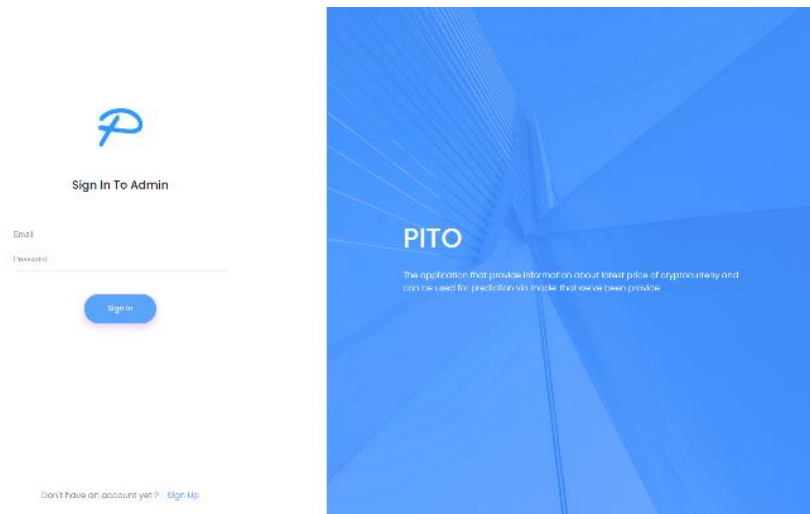 Sign In To Admin
Email
Password
Sign In
Don't have an account yet ? Sign Up
PITO
The application that provide information about latest price of cryptocurreny and
can be used for prediction via model that we've been provide